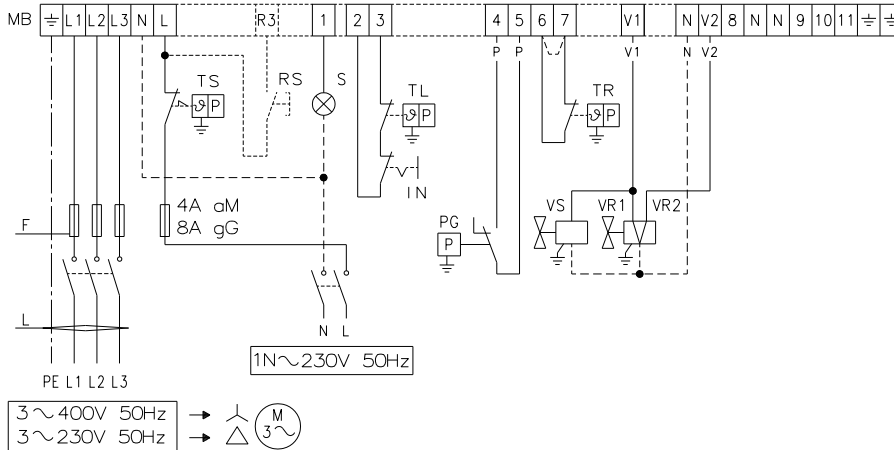 MB L1 L2 L3 N L R3 1 2 3 4 5 6 7 V1 N V2 8 N N 9 10 11
P P V1 N V2
TS RS S TL TR
ϑ P ϑ P ϑ P
IN
4A aM
8A gG
F
PG
P
VS VR1 VR2
L
N L
1N~230V 50Hz
PE L1 L2 L3
3~400V 50Hz
3~230V 50Hz
M
3~